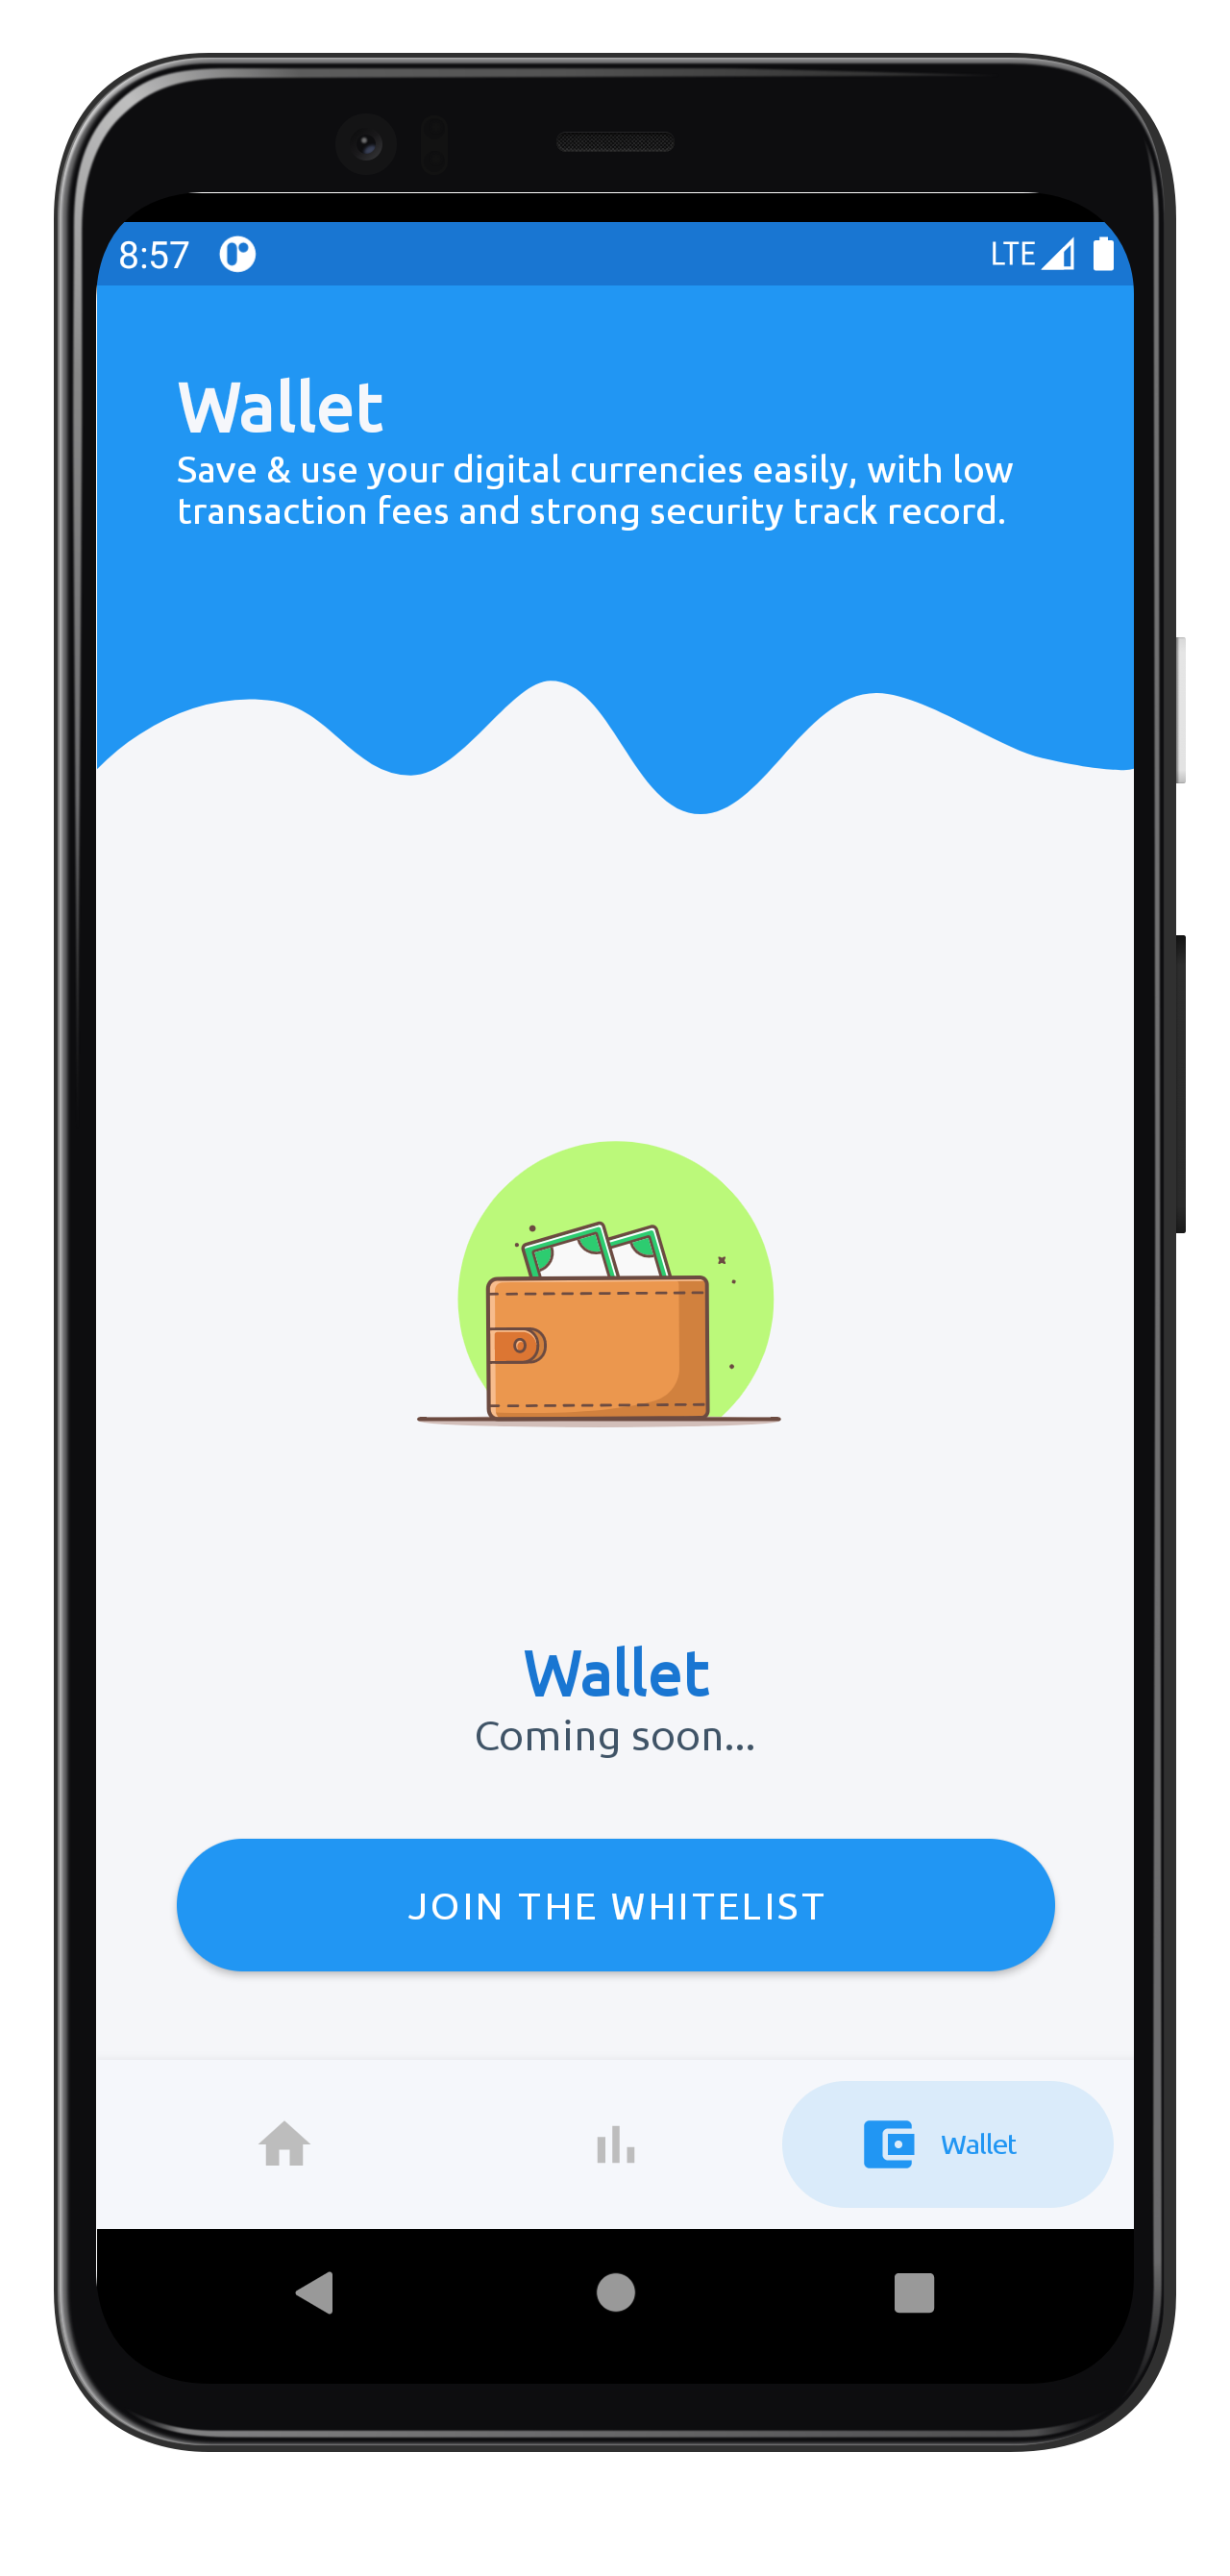 8:57
LTE
Wallet
Save & use your digital currencies easily, with low
transaction fees and strong security track record.
Wallet
Coming soon...
JOIN THE WHITELIST
Wallet